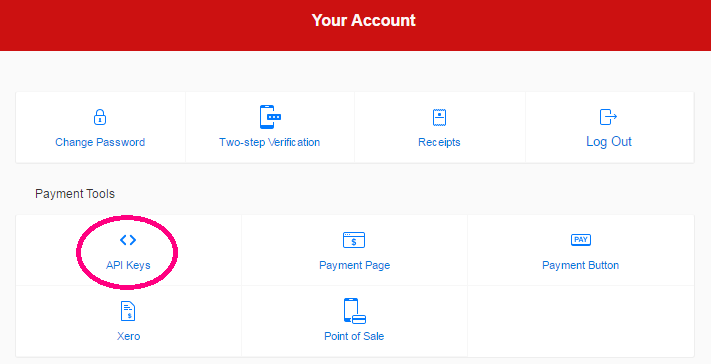 Your Account
Change Password
Two-step Verification
Receipts
Log Out
Payment Tools
API Keys
$
Payment Page
PAY
Payment Button
$
Xero
Point of Sale